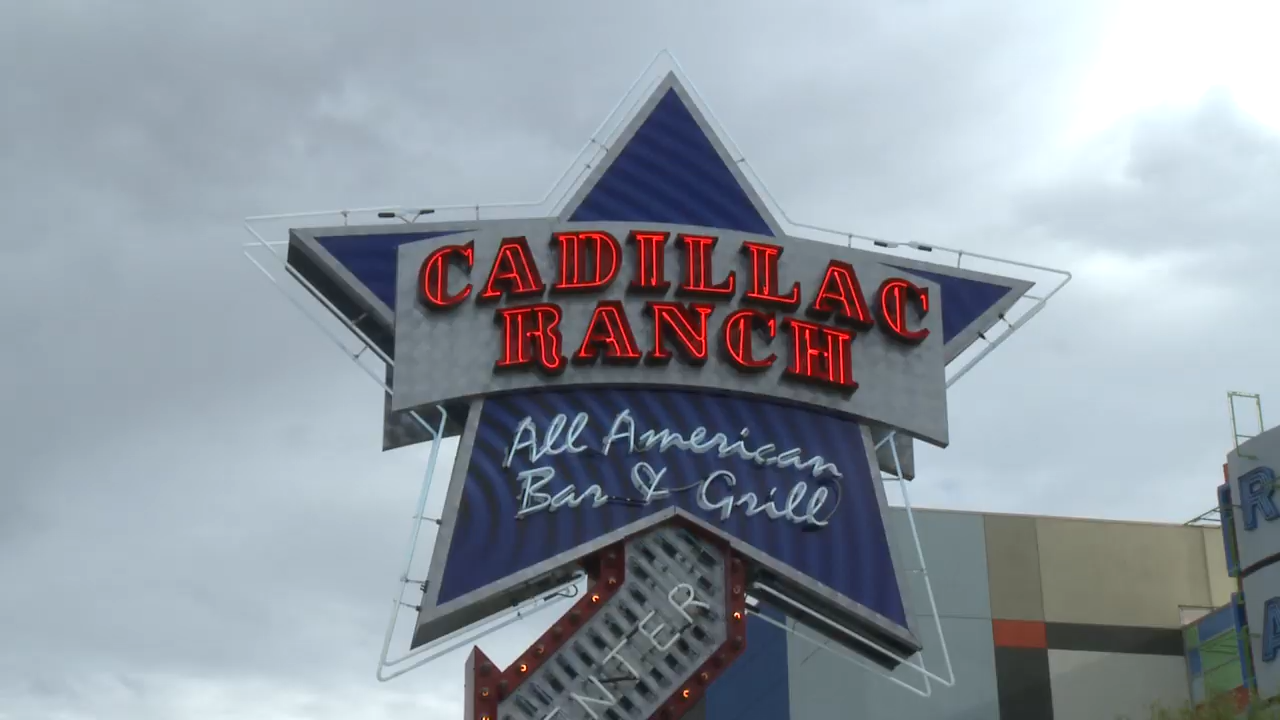 CADILLAC
RANCH
All American
Bar & Grill
ENTER
R
A